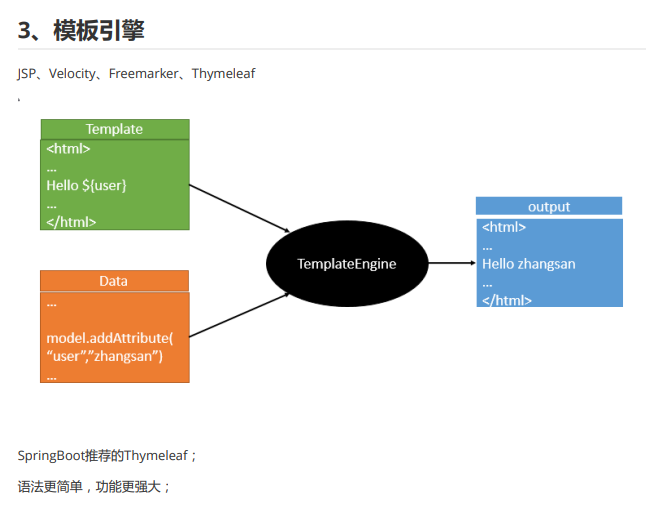 3、模板引擎
JSP、Velocity、Freemarker、Thymeleaf
Template
<html>
...
Hello ${user}
...
</html>
Data
...
model.addAttribute(
“user”,”zhangsan”)
...
TemplateEngine
output
<html>
...
Hello zhangsan
...
</html>
SpringBoot推荐的Thymeleaf；
语法更简单，功能更强大；